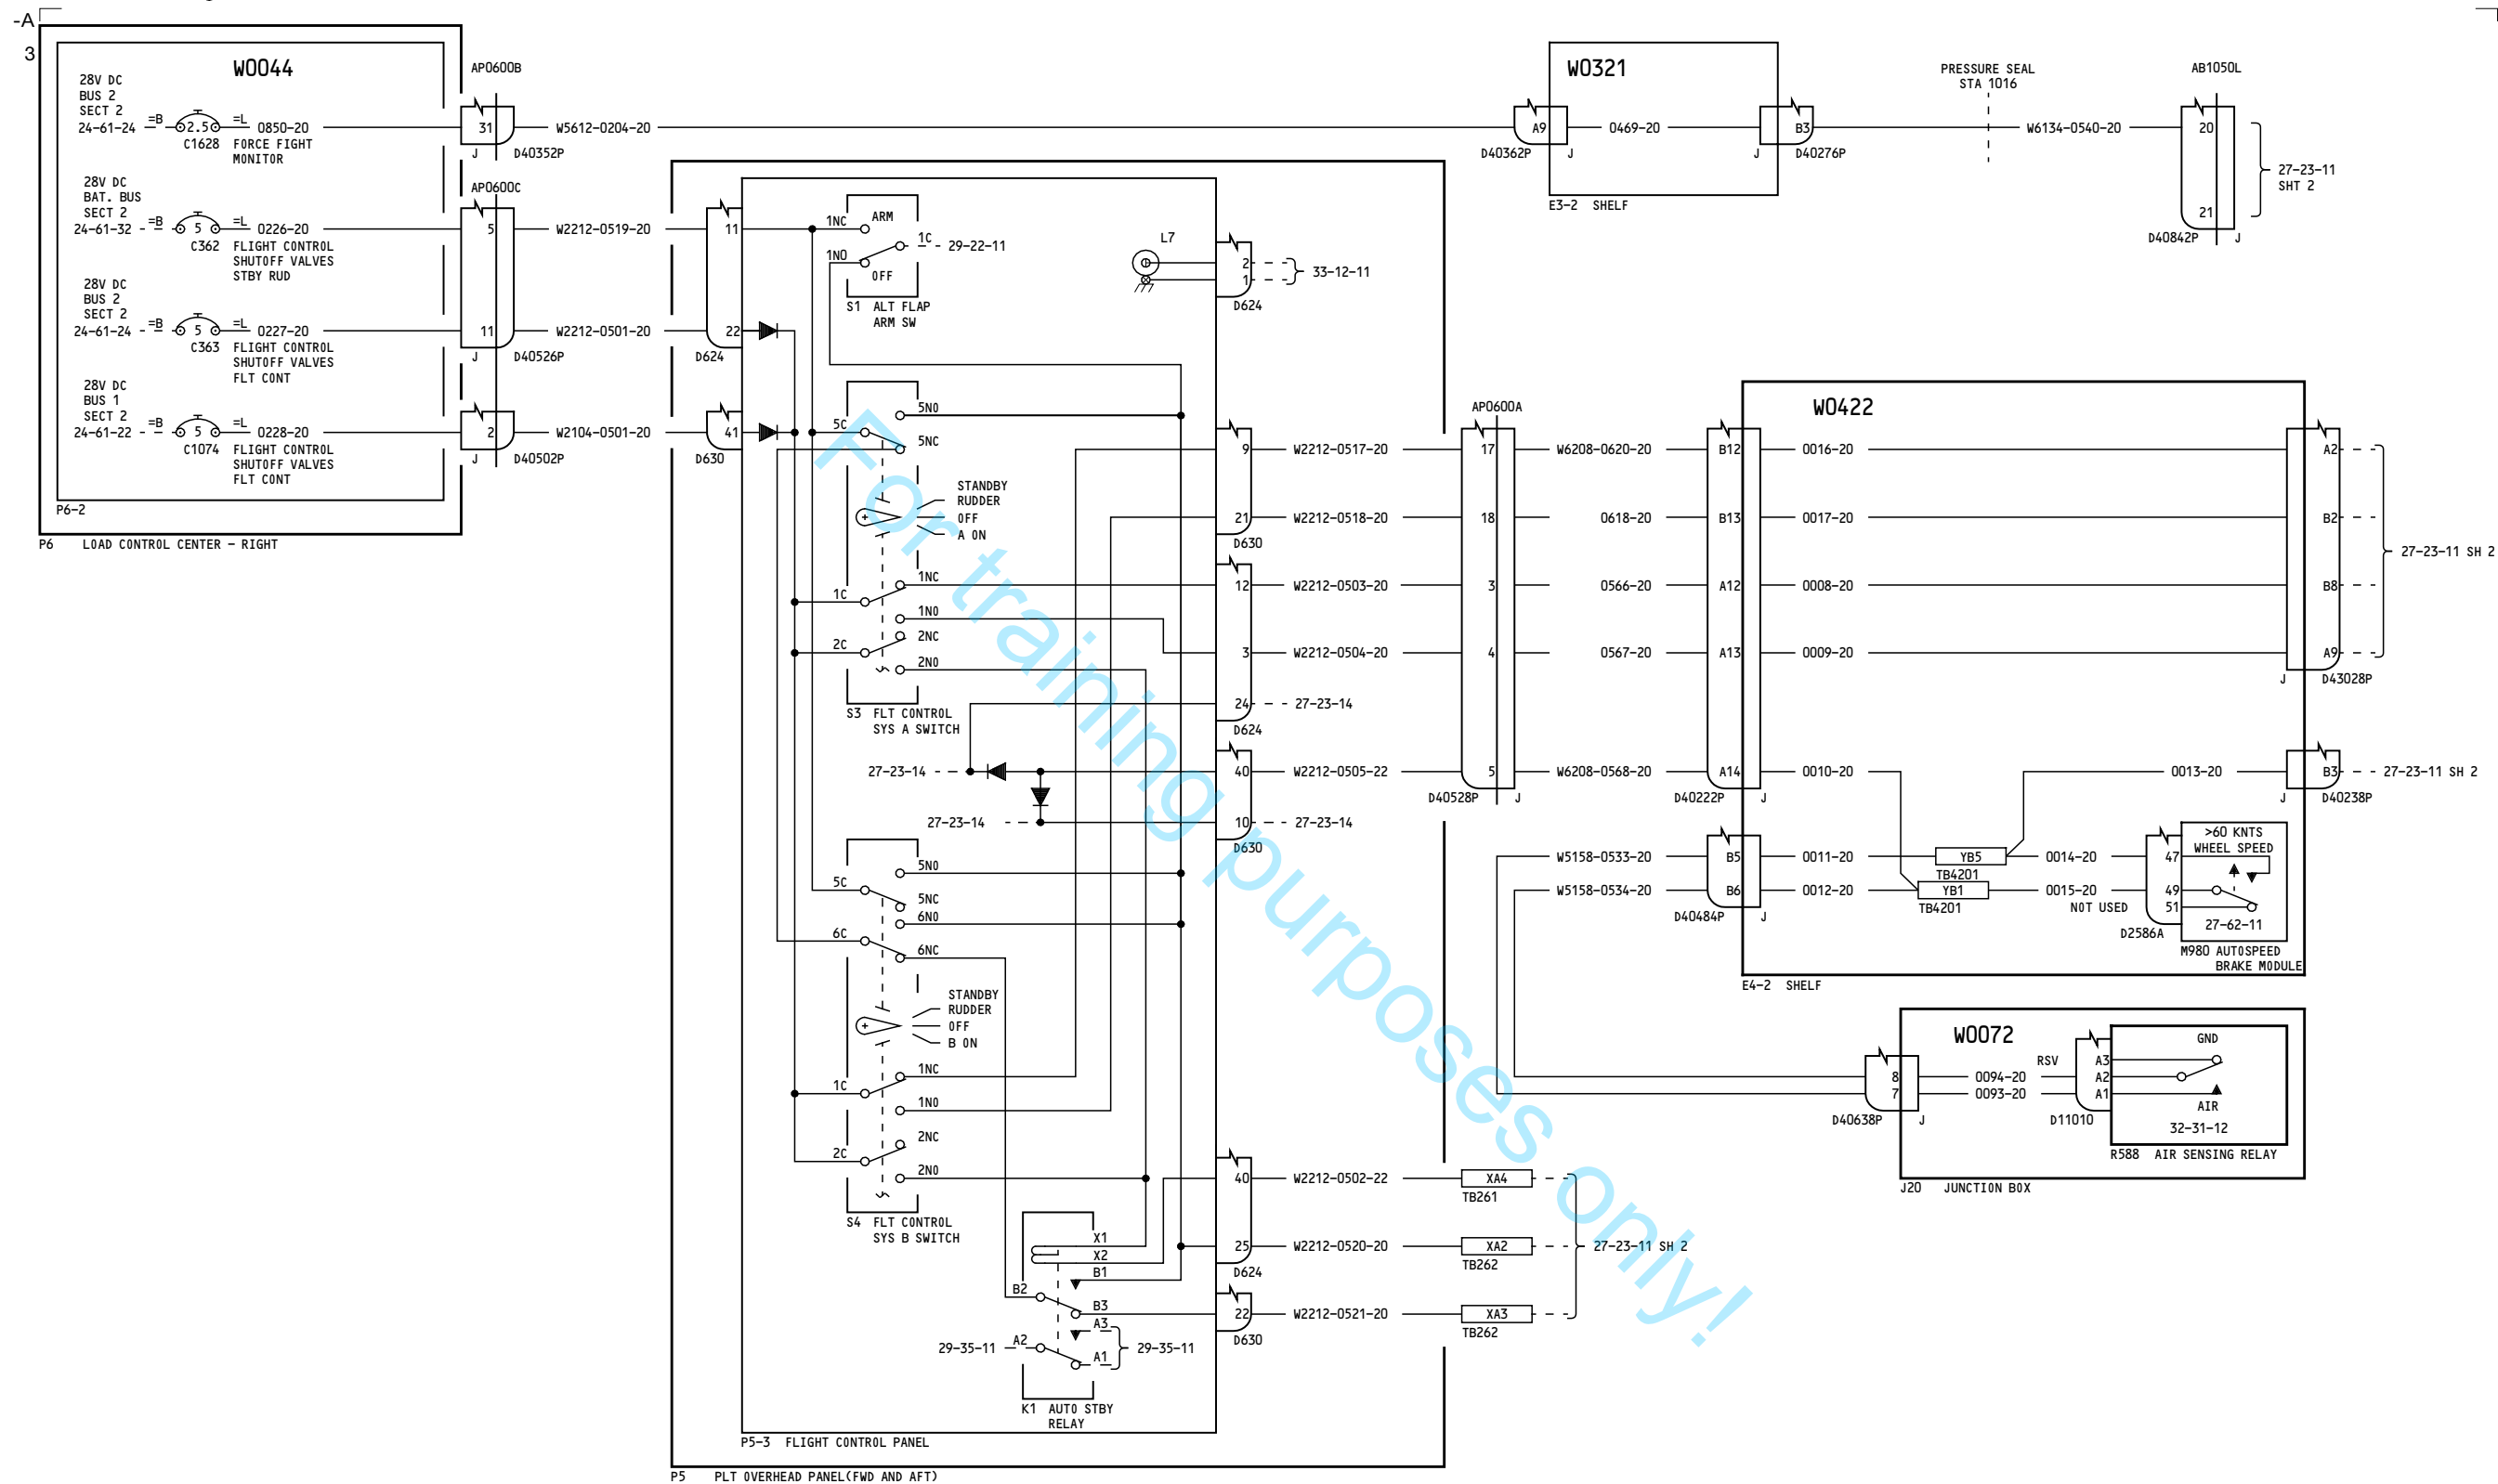 -A
3
W0044
28V DC
BUS 2
SECT 2
24-61-24
=B
2.5
=L
0850-20
C1628
FORCE FIGHT
MONITOR
28V DC
BAT. BUS
SECT 2
24-61-32
=B
5
=L
0226-20
C362
FLIGHT CONTROL
SHUTOFF VALVES
STBY RUD
28V DC
BUS 2
SECT 2
24-61-24
=B
5
=L
0227-20
C363
FLIGHT CONTROL
SHUTOFF VALVES
FLT CONT
28V DC
BUS 1
SECT 2
24-61-22
=B
5
=L
0228-20
C1074
FLIGHT CONTROL
SHUTOFF VALVES
FLT CONT
P6-2
P6 LOAD CONTROL CENTER - RIGHT
AP0600B
31
J
D40352P
W5612-0204-20
AP0600C
5
W2212-0519-20
11
J
D40526P
W2212-0501-20
2
J
D40502P
W2104-0501-20
W0321
A9
D40362P
J
0469-20
B3
J
D40276P
E3-2 SHELF
PRESSURE SEAL
STA 1016
W6134-0540-20
AB1050L
20
21
D40842P
J
27-23-11
SHT 2
11
22
D624
41
D630
1NC
ARM
1C
29-22-11
1NO
OFF
S1 ALT FLAP
ARM SW
L7
2
1
D624
33-12-11
5NO
5C
5NC
STANDBY
RUDDER
OFF
A ON
1NC
1C
1NO
2NC
2C
2NO
S3 FLT CONTROL
SYS A SWITCH
9
W2212-0517-20
21
W2212-0518-20
D630
12
W2212-0503-20
3
W2212-0504-20
24
27-23-14
D624
27-23-14
40
W2212-0505-22
27-23-14
10
27-23-14
D630
5NO
5C
5NC
6NO
6C
6NC
STANDBY
RUDDER
OFF
B ON
1NC
1C
1NO
2NC
2C
2NO
S4 FLT CONTROL
SYS B SWITCH
X1
X2
B1
B2
B3
A3
29-35-11
A2
A1
29-35-11
K1 AUTO STBY
RELAY
40
W2212-0502-22
XA4
TB261
25
W2212-0520-20
XA2
TB262
D624
22
W2212-0521-20
XA3
TB262
D630
27-23-11 SH 2
P5-3 FLIGHT CONTROL PANEL
P5 PLT OVERHEAD PANEL(FWD AND AFT)
AP0600A
17
W6208-0620-20
18
0618-20
3
0566-20
4
0567-20
5
W6208-0568-20
D40528P
J
W0422
B12
0016-20
A2
B13
0017-20
B2
A12
0008-20
B8
A13
0009-20
A9
J
D43028P
27-23-11 SH 2
A14
0010-20
D40222P
J
0013-20
B3
27-23-11 SH 2
J
D40238P
W5158-0533-20
B5
0011-20
YB5
TB4201
0014-20
47
W5158-0534-20
B6
0012-20
YB1
TB4201
0015-20
49
NOT USED
51
D40484P
J
D2586A
>60 KNTS
WHEEL SPEED
27-62-11
M980 AUTOSPEED
BRAKE MODULE
E4-2 SHELF
W0072
8
7
D40638P
J
0094-20
0093-20
RSV
A3
A2
A1
D11010
GND
AIR
32-31-12
R588 AIR SENSING RELAY
J20 JUNCTION BOX
For training purposes only!